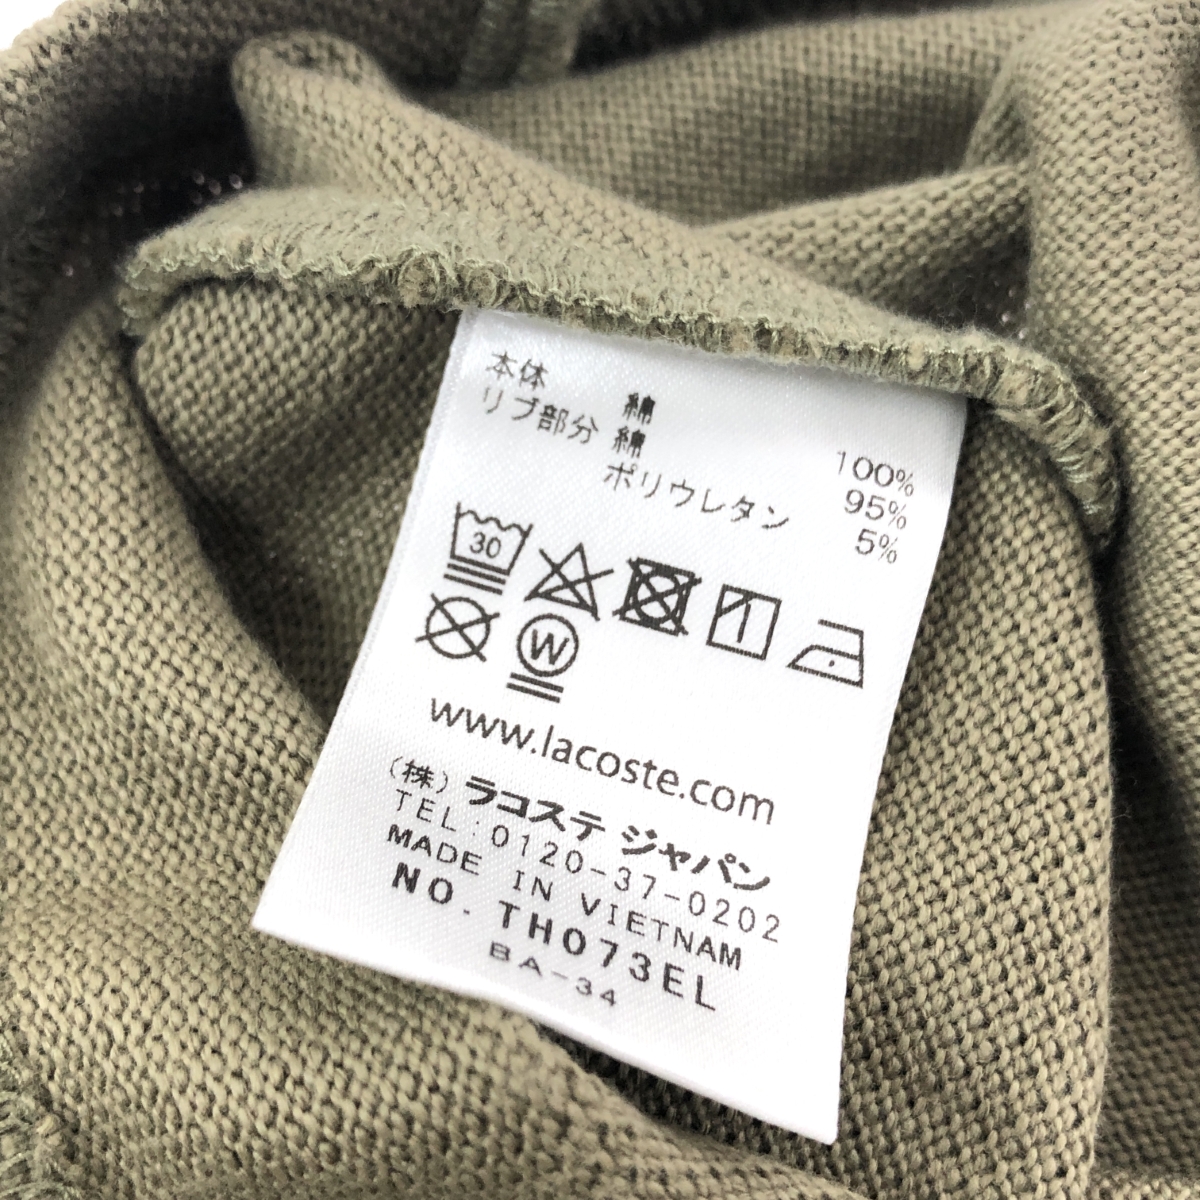 本体 綿 100%
リブ部分 綿 95%
ポリウレタン 5%
30
W
www.lacoste.com
(株) ラコステ ジャパン
TEL:0120-37-0202
MADE IN VIETNAM
NO. TH073EL
BA-34